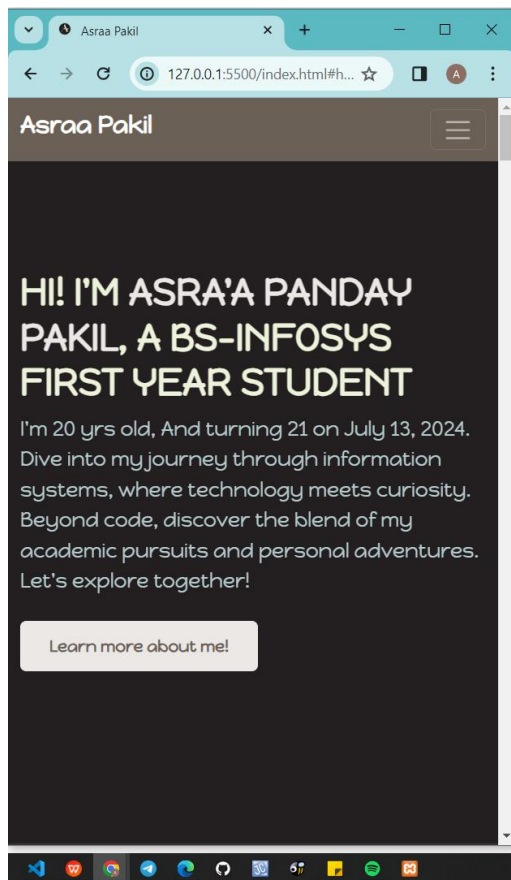 Asraa Pakil
127.0.0.1:5500/index.html#h...
A
Asraa Pakil
HI! I'M ASRA'A PANDAY
PAKIL, A BS-INFOSYS
FIRST YEAR STUDENT
I'm 20 yrs old, And turning 21 on July 13, 2024.
Dive into my journey through information
systems, where technology meets curiosity.
Beyond code, discover the blend of my
academic pursuits and personal adventures.
Let's explore together!
Learn more about me!